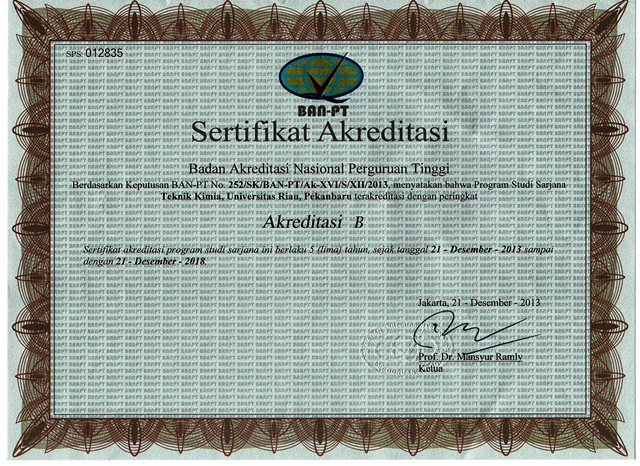 SPS: 012835
BAN-PT
Sertifikat Akreditasi
Badan Akreditasi Nasional Perguruan Tinggi
Berdasarkan Keputusan BAN-PT No. 252/SK/BAN-PT/Ak-XVI/S/XII/2013, menyatakan bahwa Program Studi Sarjana
Teknik Kimia, Universitas Riau, Pekanbaru terakreditasi dengan peringkat
Akreditasi B
Sertifikat akreditasi program studi sarjana ini berlaku 5 (lima) tahun, sejak tanggal 21 - Desember - 2013 sampai
dengan 21 - Desember - 2018.
Jakarta, 21 - Desember - 2013
Prof. Dr. Mansyur Ramly
Ketua